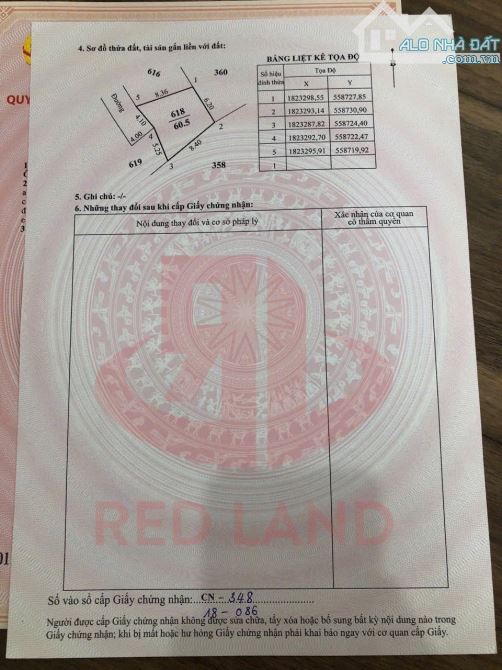 ALO NHÀ ĐẤT
QUY
4. Sơ đồ thửa đất, tài sản gắn liền với đất:
616
360
5
8.36
1
Đường
4.10
618
60.5
6.20
2
4.00
4
5.25
8.40
619
3
358
BẢNG LIỆT KÊ TỌA ĐỘ
Số hiệu đỉnh thửa
Tọa Độ
X Y
1 1823298,55 558727,85
2 1823293,14 558730,90
3 1823287,82 558724,40
4 1823292,70 558722,47
5 1823295,91 558719,92
1
5. Ghi chú: -/-
6. Những thay đổi sau khi cấp Giấy chứng nhận:
Nội dung thay đổi và cơ sở pháp lý
Xác nhận của cơ quan
có thẩm quyền
RED LAND
01
Số vào sổ cấp Giấy chứng nhận: CN - 348
18 - 086
Người được cấp Giấy chứng nhận không được sửa chữa, tẩy xóa hoặc bổ sung bất kỳ nội dung nào trong
Giấy chứng nhận; khi bị mất hoặc hư hỏng Giấy chứng nhận phải khai báo ngay với cơ quan cấp Giấy.